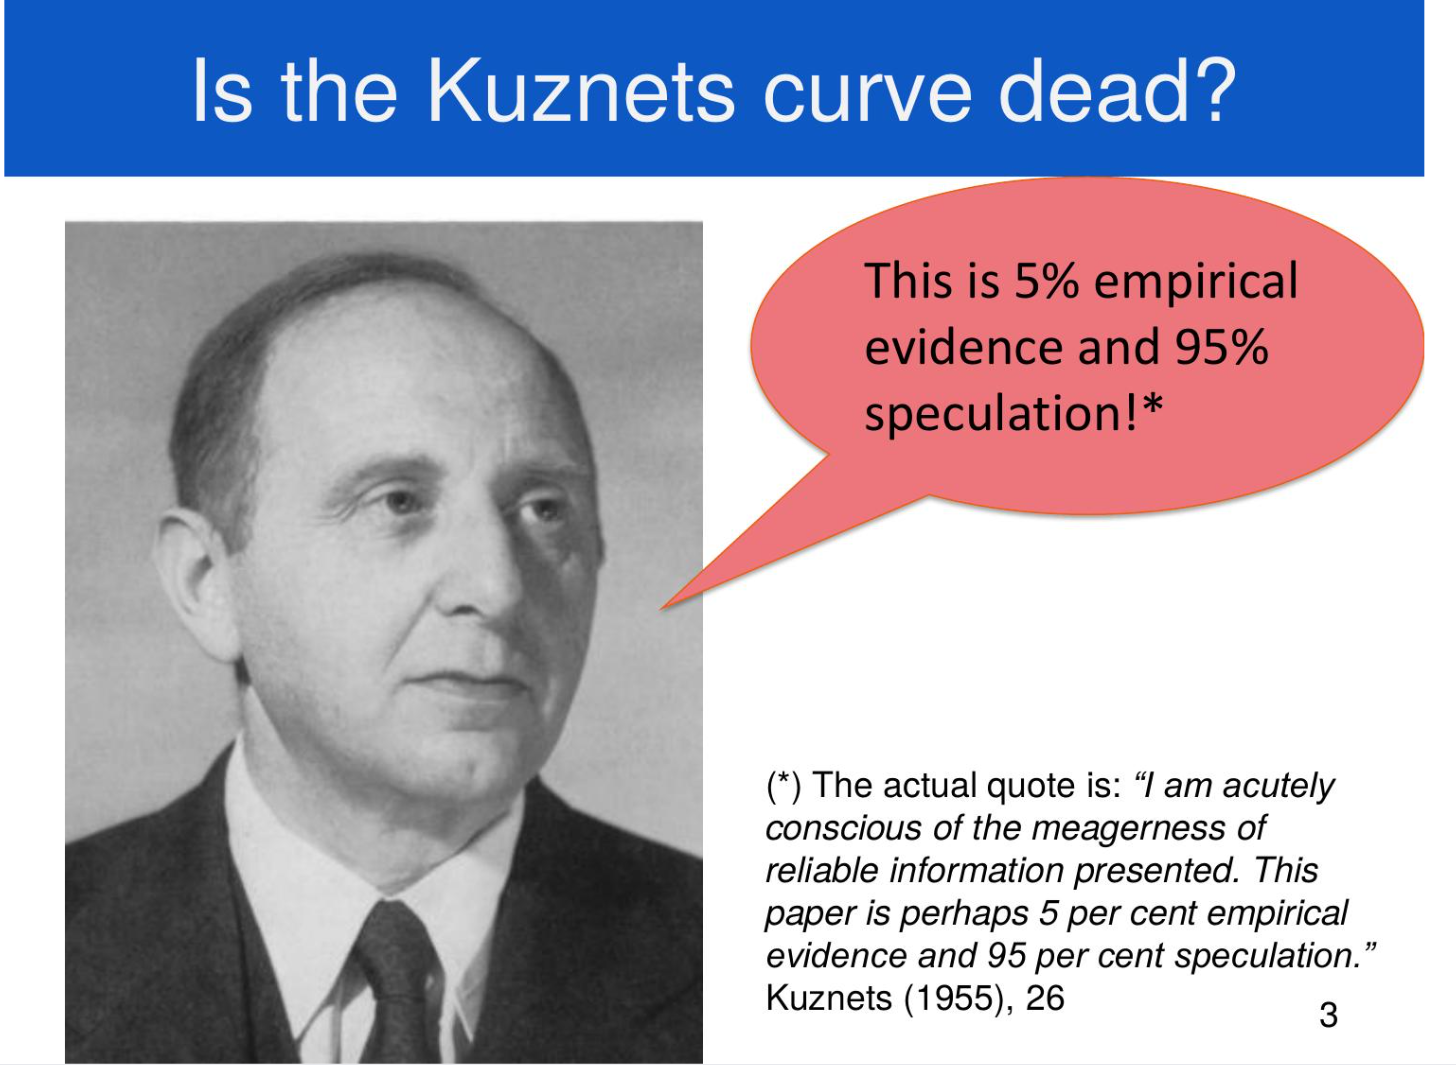 Is the Kuznets curve dead?
This is 5% empirical
evidence and 95%
speculation!*
(*) The actual quote is: “I am acutely
conscious of the meagerness of
reliable information presented. This
paper is perhaps 5 per cent empirical
evidence and 95 per cent speculation.”
Kuznets (1955), 26
3